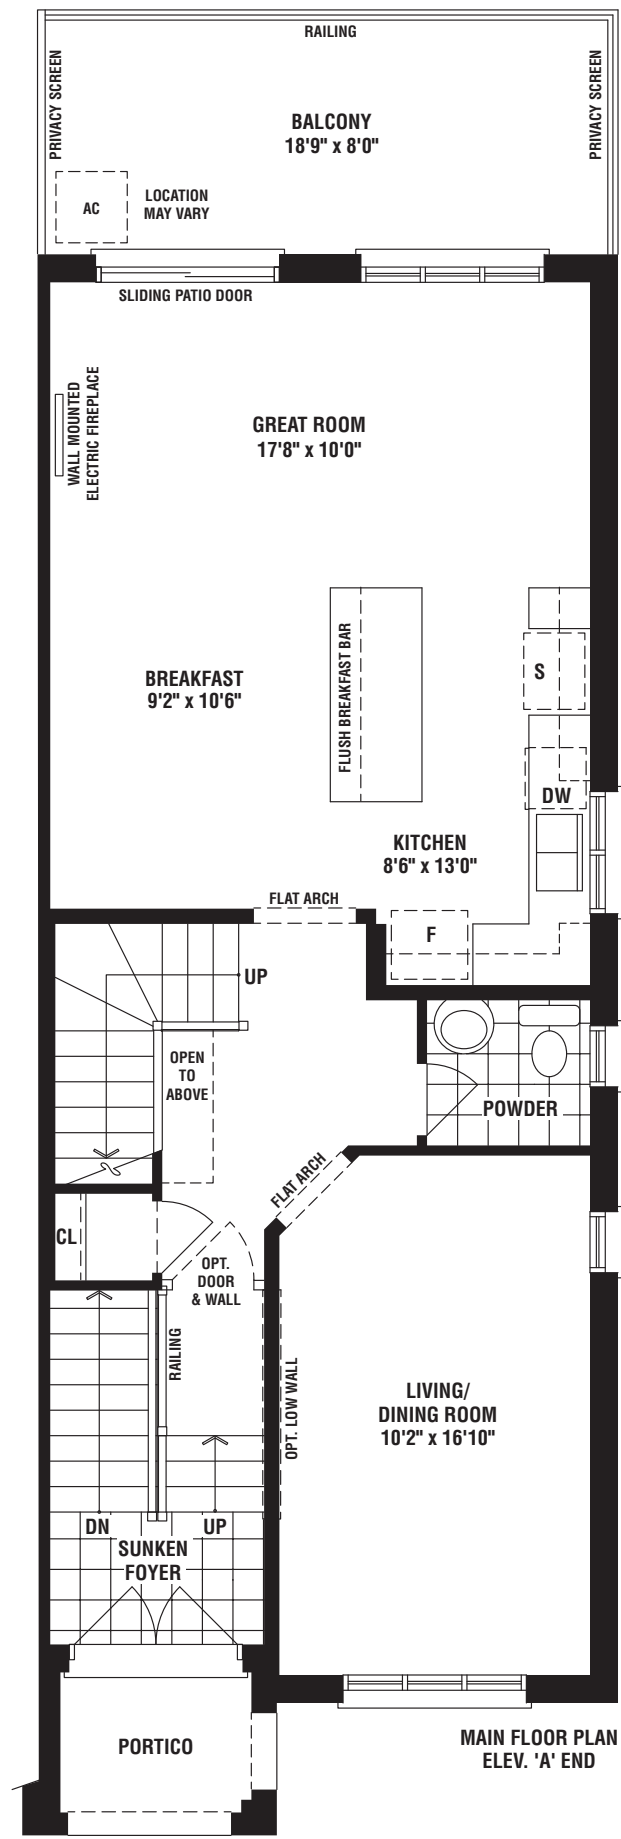 RAILING
PRIVACY SCREEN
PRIVACY SCREEN
BALCONY
18'9" x 8'0"
AC
LOCATION
MAY VARY
SLIDING PATIO DOOR
WALL MOUNTED
ELECTRIC FIREPLACE
GREAT ROOM
17'8" x 10'0"
BREAKFAST
9'2" x 10'6"
FLUSH BREAKFAST BAR
S
DW
KITCHEN
8'6" x 13'0"
FLAT ARCH
F
UP
OPEN
TO
ABOVE
POWDER
FLAT ARCH
CL
OPT.
DOOR
& WALL
RAILING
OPT. LOW WALL
LIVING/
DINING ROOM
10'2" x 16'10"
DN
UP
SUNKEN
FOYER
PORTICO
MAIN FLOOR PLAN
ELEV. 'A' END